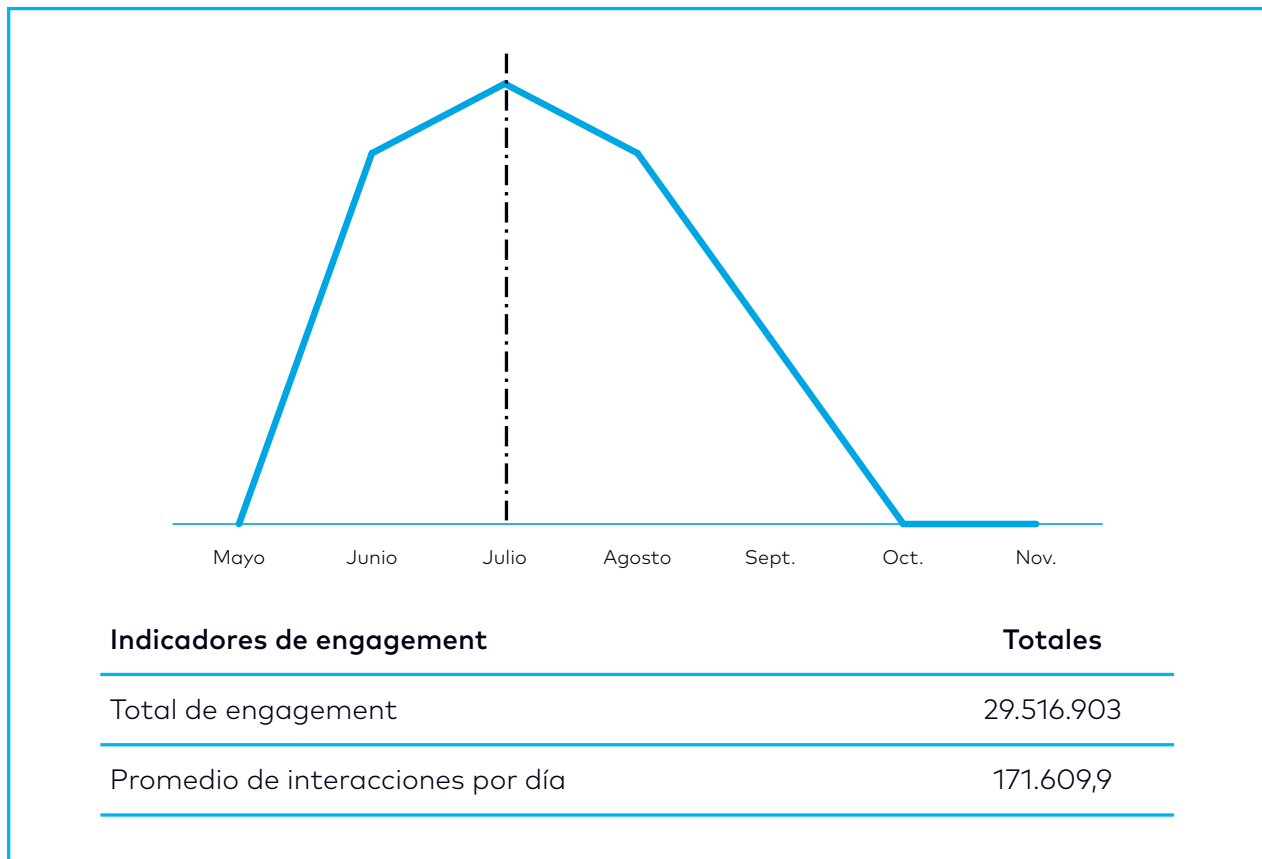 Mayo Junio Julio Agosto Sept. Oct. Nov.
Indicadores de engagement Totales
Total de engagement 29.516.903
Promedio de interacciones por día 171.609,9